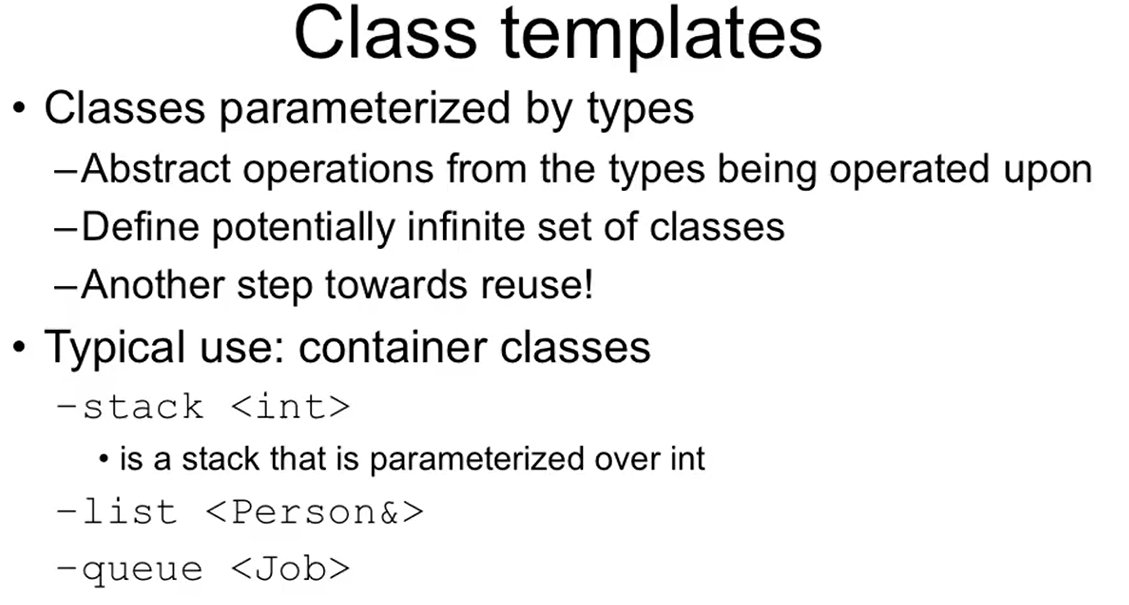 Class templates
• Classes parameterized by types
–Abstract operations from the types being operated upon
–Define potentially infinite set of classes
–Another step towards reuse!
• Typical use: container classes
–stack <int>
• is a stack that is parameterized over int
–list <Person&>
–queue <Job>